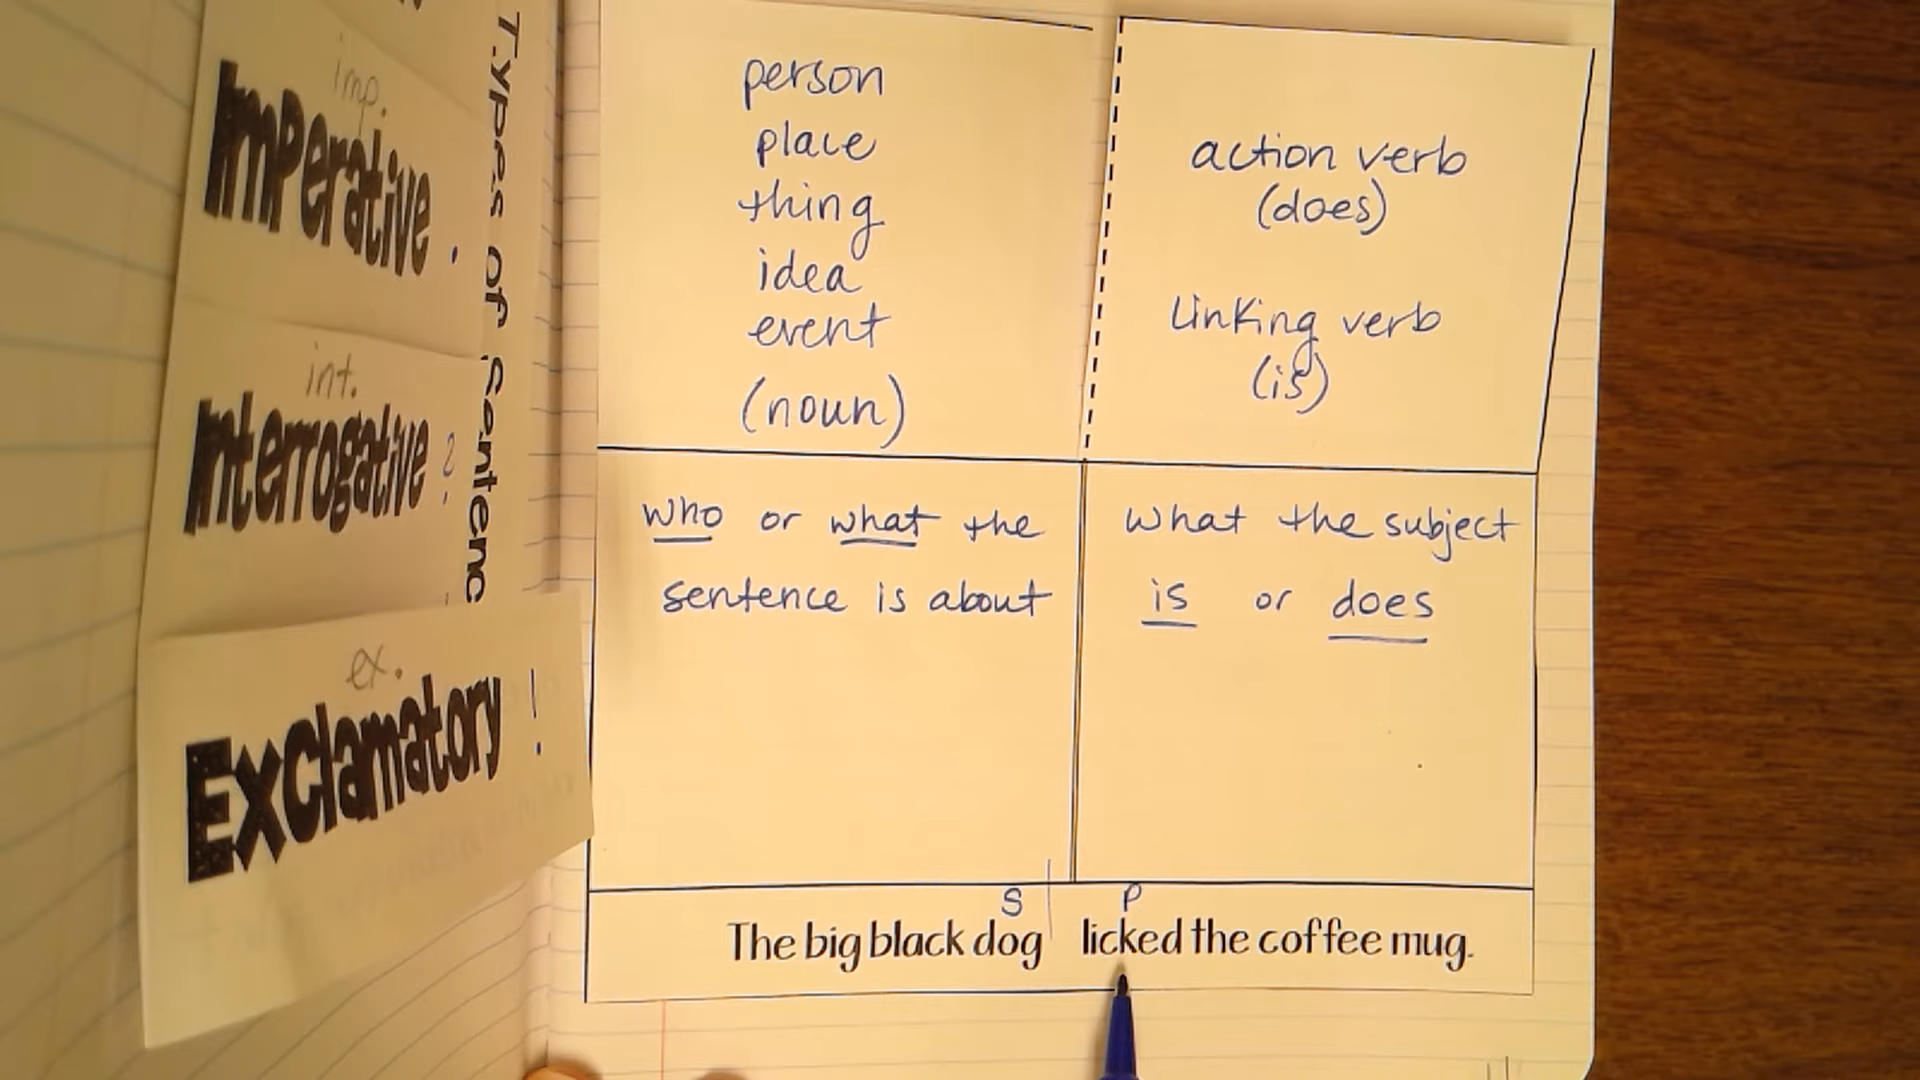 Types of Sentenc
imp.
Imperative .
int.
Interrogative ?
ex.
Exclamatory !
person
place
thing
idea
event
(noun)
action verb
(does)
Linking verb
(is)
who or what the
sentence is about
what the subject
is or does
S P
The big black dog licked the coffee mug.